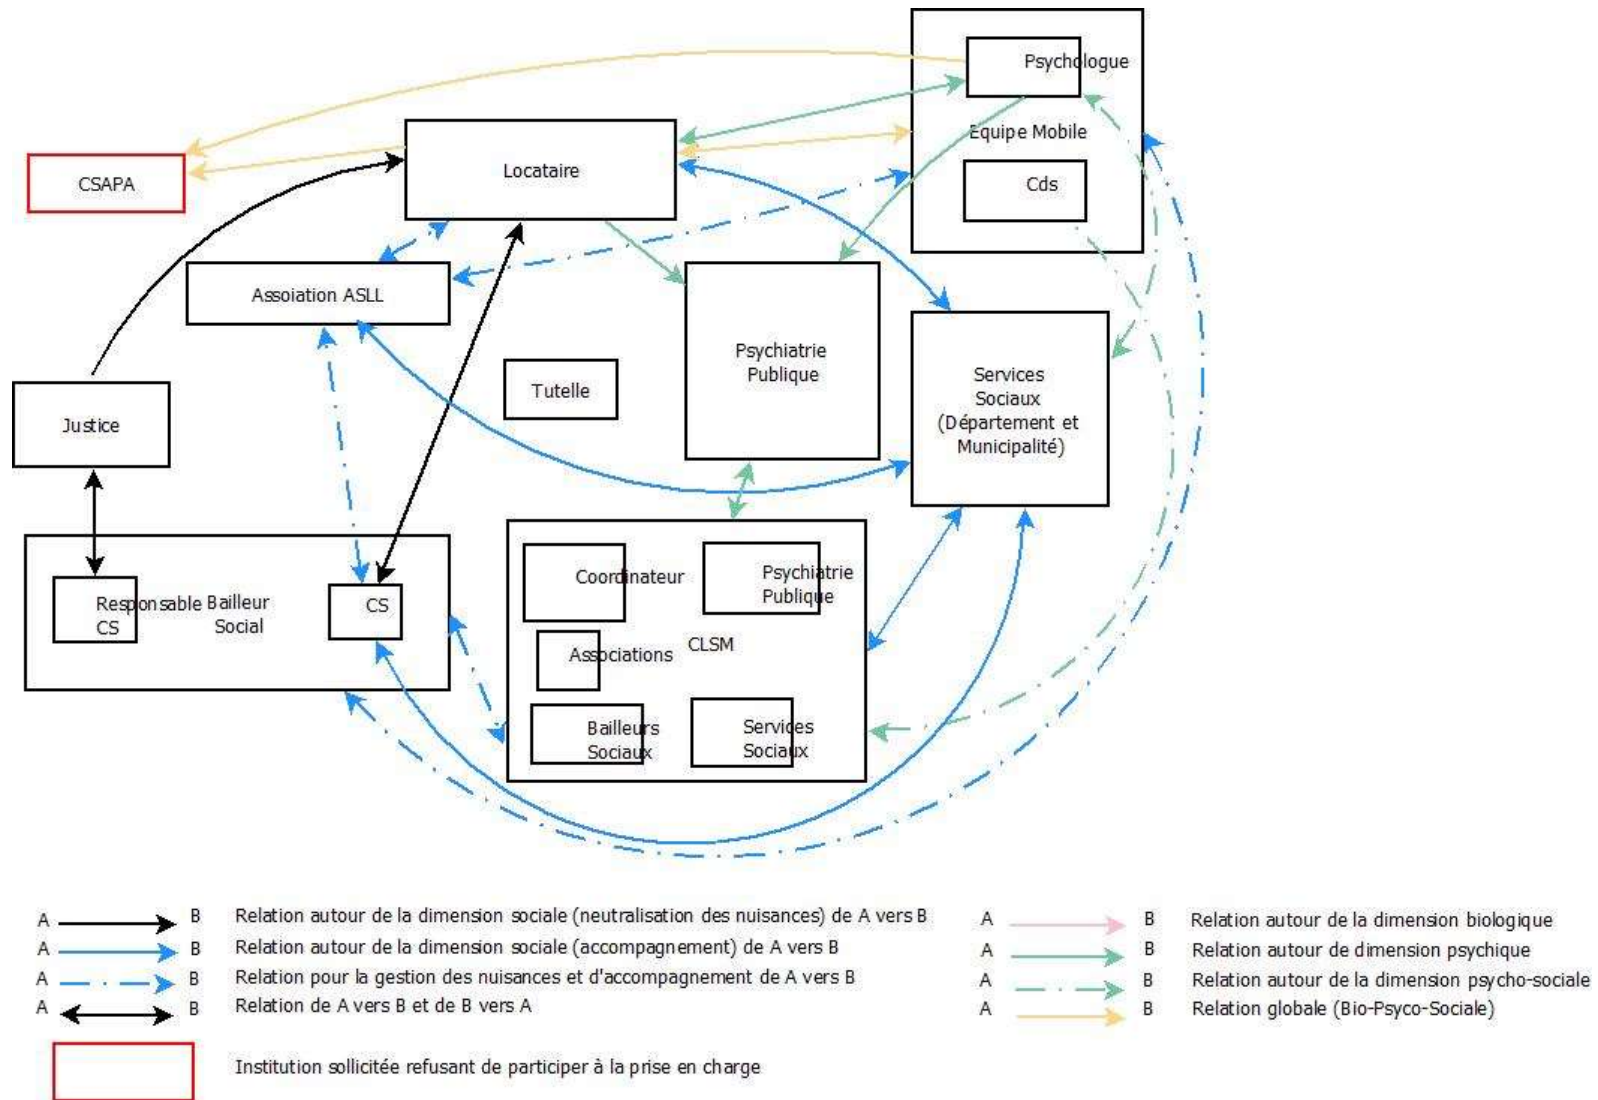 Psychologue
Equipe Mobile
Cds
CSAPA
Locataire
Assoiation ASLL
Psychiatrie
Publique
Services
Sociaux
(Département et
Municipalité)
Tutelle
Justice
Responsable
CS
Bailleur
Social
CS
Coordinateur
Psychiatrie
Publique
Associations
CLSM
Bailleurs
Sociaux
Services
Sociaux
A B Relation autour de la dimension sociale (neutralisation des nuisances) de A vers B
A B Relation autour de la dimension sociale (accompagnement) de A vers B
A B Relation pour la gestion des nuisances et d'accompagnement de A vers B
A B Relation de A vers B et de B vers A
Institution sollicitée refusant de participer à la prise en charge
A B Relation autour de la dimension biologique
A B Relation autour de dimension psychique
A B Relation autour de la dimension psycho-sociale
A B Relation globale (Bio-Psyco-Sociale)